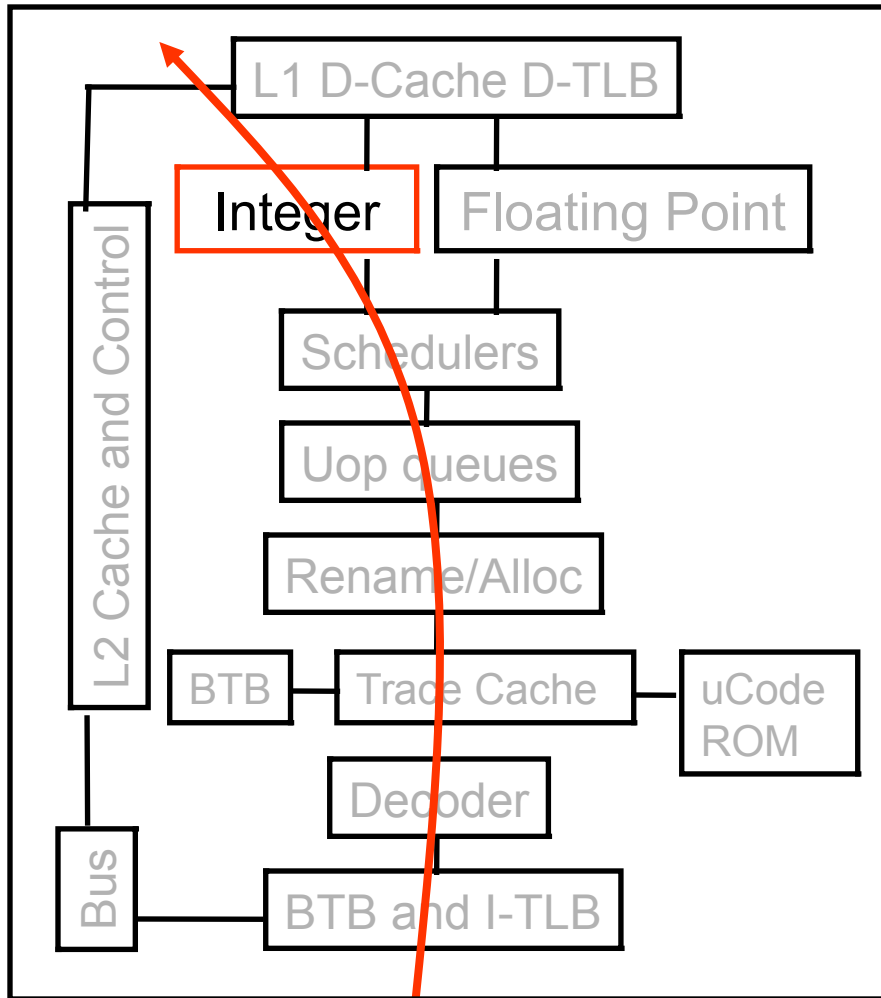 L1 D-Cache D-TLB
Integer
Floating Point
L2 Cache and Control
Schedulers
Uop queues
Rename/Alloc
BTB
Trace Cache
uCode
ROM
Decoder
Bus
BTB and I-TLB